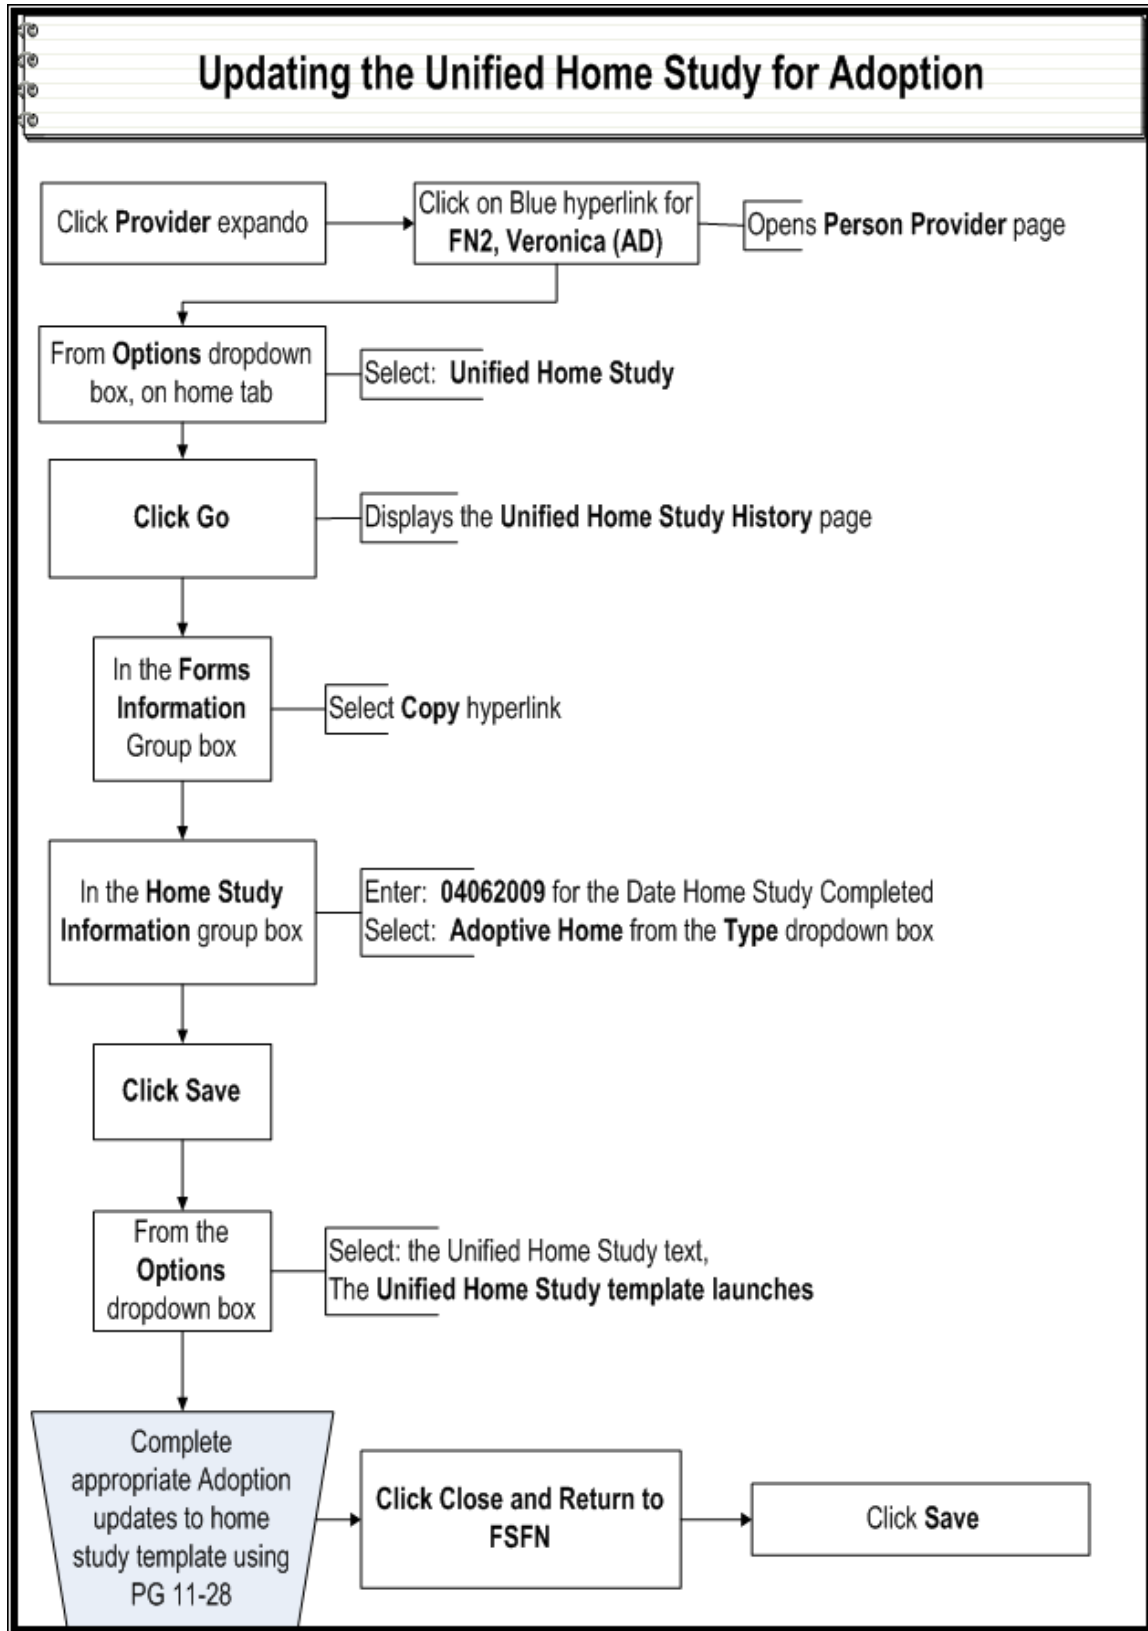 Updating the Unified Home Study for Adoption
Click Provider expando
Click on Blue hyperlink for
FN2, Veronica (AD)
Opens Person Provider page
From Options dropdown
box, on home tab
Select: Unified Home Study
Click Go
Displays the Unified Home Study History page
In the Forms
Information
Group box
Select Copy hyperlink
In the Home Study
Information group box
Enter: 04062009 for the Date Home Study Completed
Select: Adoptive Home from the Type dropdown box
Click Save
From the
Options
dropdown box
Select: the Unified Home Study text,
The Unified Home Study template launches
Complete
appropriate Adoption
updates to home
study template using
PG 11-28
Click Close and Return to
FSFN
Click Save